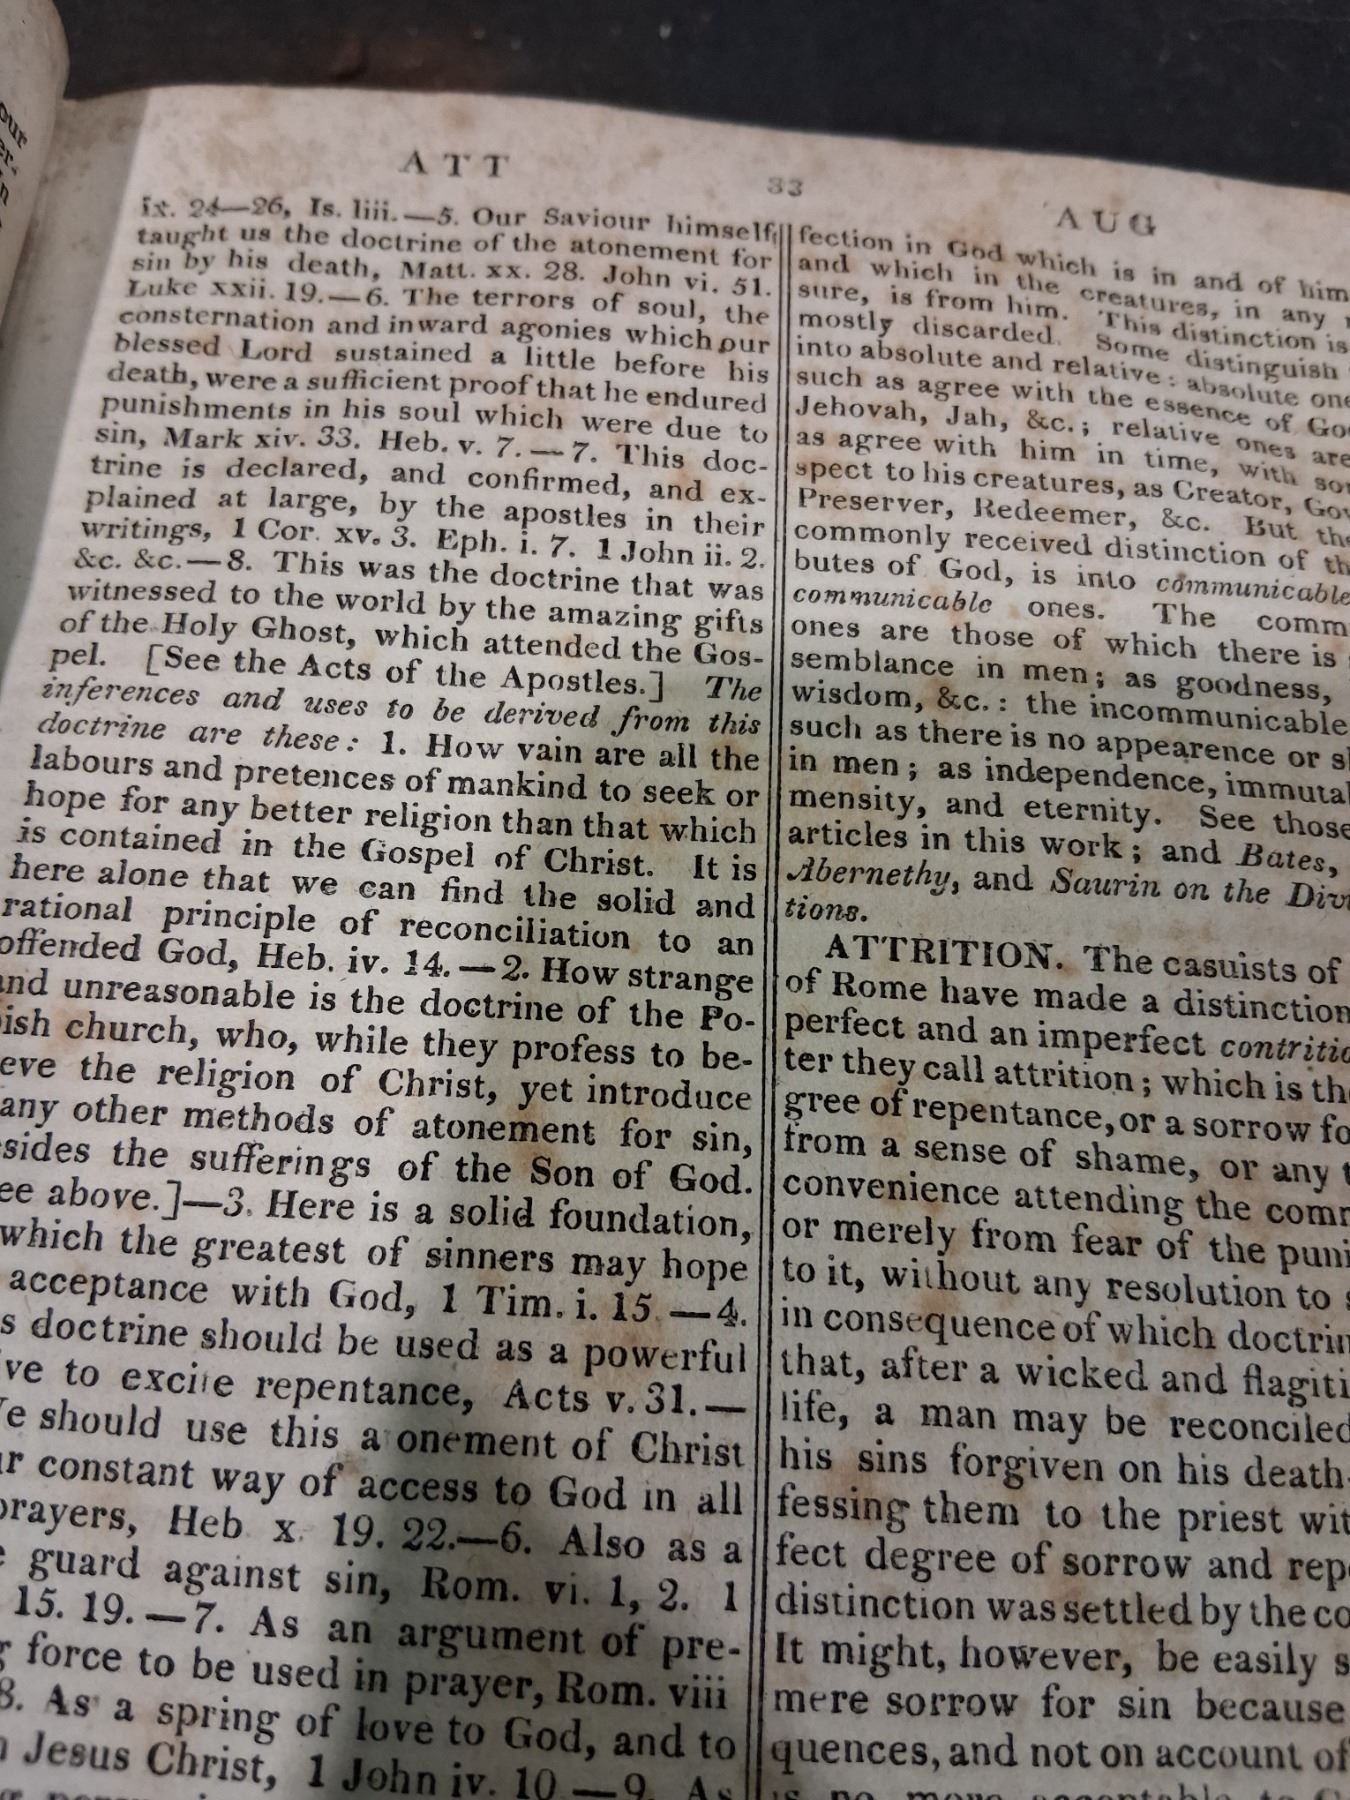 ATT
33
AUG
ix. 24—26, Is. liii.—5. Our Saviour himself
taught us the doctrine of the atonement for
sin by his death, Matt. xx. 28. John vi. 51.
Luke xxii. 19.—6. The terrors of soul, the
consternation and inward agonies which our
blessed Lord sustained a little before his
death, were a sufficient proof that he endured
punishments in his soul which were due to
sin, Mark xiv. 33. Heb. v. 7.—7. This doc-
trine is declared, and confirmed, and ex-
plained at large, by the apostles in their
writings, 1 Cor. xv. 3. Eph. i. 7. 1 John ii. 2.
&c. &c.—8. This was the doctrine that was
witnessed to the world by the amazing gifts
of the Holy Ghost, which attended the Gos-
pel. [See the Acts of the Apostles.] The
inferences and uses to be derived from this
doctrine are these: 1. How vain are all the
labours and pretences of mankind to seek or
hope for any better religion than that which
is contained in the Gospel of Christ. It is
here alone that we can find the solid and
rational principle of reconciliation to an
offended God, Heb. iv. 14.—2. How strange
and unreasonable is the doctrine of the Po-
ish church, who, while they profess to be-
eve the religion of Christ, yet introduce
any other methods of atonement for sin,
sides the sufferings of the Son of God.
ee above.]—3. Here is a solid foundation,
which the greatest of sinners may hope
acceptance with God, 1 Tim. i. 15.—4.
s doctrine should be used as a powerful
ive to excite repentance, Acts v. 31.—
e should use this a onement of Christ
r constant way of access to God in all
prayers, Heb x. 19. 22.—6. Also as a
guard against sin, Rom. vi. 1, 2. 1
15. 19.—7. As an argument of pre-
g force to be used in prayer, Rom. viii
8. As a spring of love to God, and to
Jesus Christ, 1 John iv. 10—9. As
fection in God which is in and of him
and which in the creatures, in any
sure, is from him. This distinction is
mostly discarded. Some distinguish
into absolute and relative: absolute one
such as agree with the essence of Go
Jehovah, Jah, &c.; relative ones are
as agree with him in time, with so
spect to his creatures, as Creator, Gov
Preserver, Redeemer, &c. But the
commonly received distinction of th
butes of God, is into communicable
communicable ones. The comm
ones are those of which there is
semblance in men; as goodness,
wisdom, &c.: the incommunicable
such as there is no appearence or s
in men; as independence, immuta
mensity, and eternity. See those
articles in this work; and Bates,
Abernethy, and Saurin on the Div
tions.
ATTRITION. The casuists of
of Rome have made a distinction
perfect and an imperfect contritio
ter they call attrition; which is the
gree of repentance, or a sorrow fo
from a sense of shame, or any
convenience attending the com
or merely from fear of the puni
to it, without any resolution to
in consequence of which doctrin
that, after a wicked and flagiti
life, a man may be reconciled
his sins forgiven on his death-
fessing them to the priest wit
fect degree of sorrow and rep
distinction was settled by the co
It might, however, be easily s
mere sorrow for sin because
quences, and not on account of
is no more acceptable to